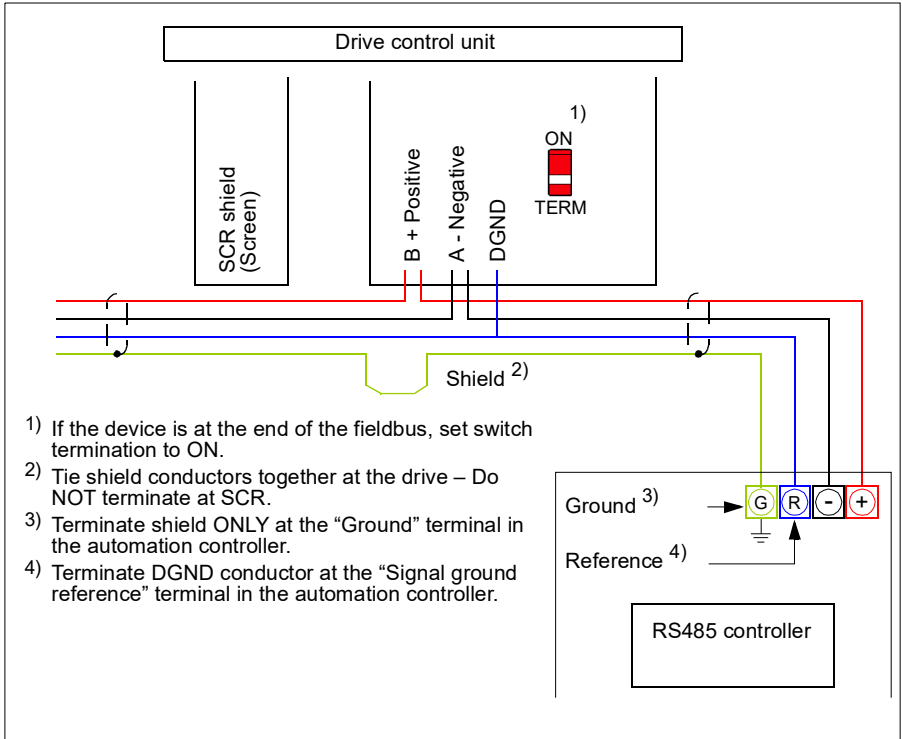 Drive control unit
SCR shield
(Screen)
B + Positive
A - Negative
DGND
1)
ON
TERM
Shield 2)
1) If the device is at the end of the fieldbus, set switch
termination to ON.
2) Tie shield conductors together at the drive – Do
NOT terminate at SCR.
3) Terminate shield ONLY at the “Ground” terminal in
the automation controller.
4) Terminate DGND conductor at the “Signal ground
reference” terminal in the automation controller.
Ground 3)
G R - +
Reference 4)
RS485 controller